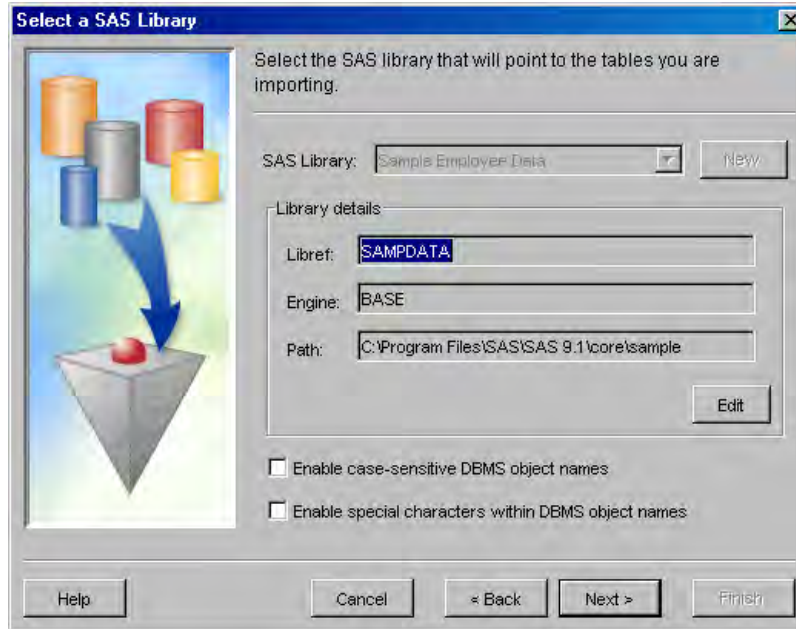 Select a SAS Library
Select the SAS library that will point to the tables you are
importing.
SAS Library: Sample Employee Data New
Library details
Libref: SAMPDATA
Engine: BASE
Path: C:\Program Files\SAS\SAS 9.1\core\sample
Edit
Enable case-sensitive DBMS object names
Enable special characters within DBMS object names
Help Cancel < Back Next > Finish